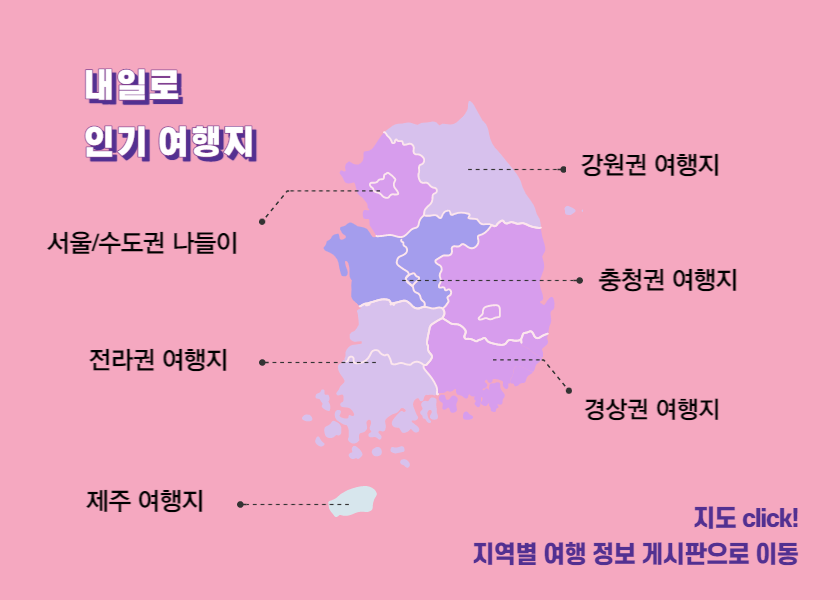 내일로
인기 여행지
강원권 여행지
서울/수도권 나들이
충청권 여행지
전라권 여행지
경상권 여행지
제주 여행지
지도 click!
지역별 여행 정보 게시판으로 이동